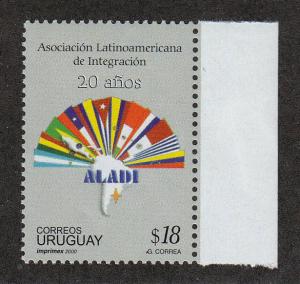 Asociación Latinoamericana
de Integración
20 años
ALADI
CORREOS
URUGUAY
imprimex 2000
$18
G. CORREA